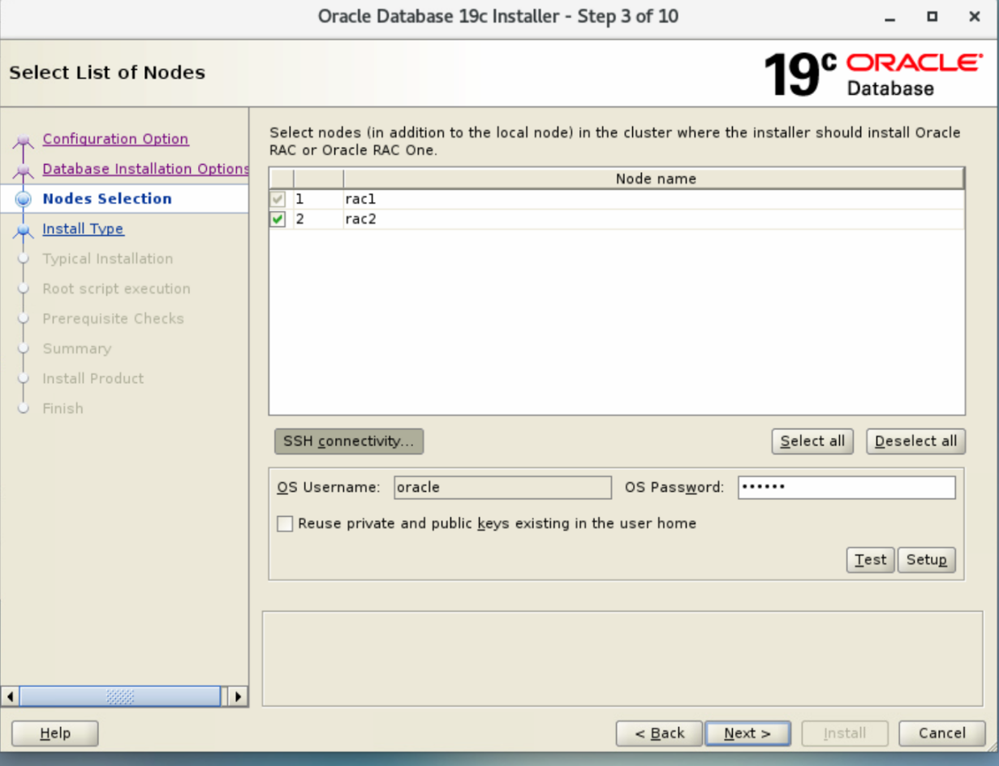 Oracle Database 19c Installer - Step 3 of 10
Select List of Nodes
19c ORACLE
Database
Configuration Option
Database Installation Options
Nodes Selection
Install Type
Typical Installation
Root script execution
Prerequisite Checks
Summary
Install Product
Finish
Select nodes (in addition to the local node) in the cluster where the installer should install Oracle
RAC or Oracle RAC One.
Node name
1 rac1
2 rac2
SSH connectivity... Select all Deselect all
OS Username: oracle OS Password: ••••••
Reuse private and public keys existing in the user home
Test Setup
Help < Back Next > Install Cancel